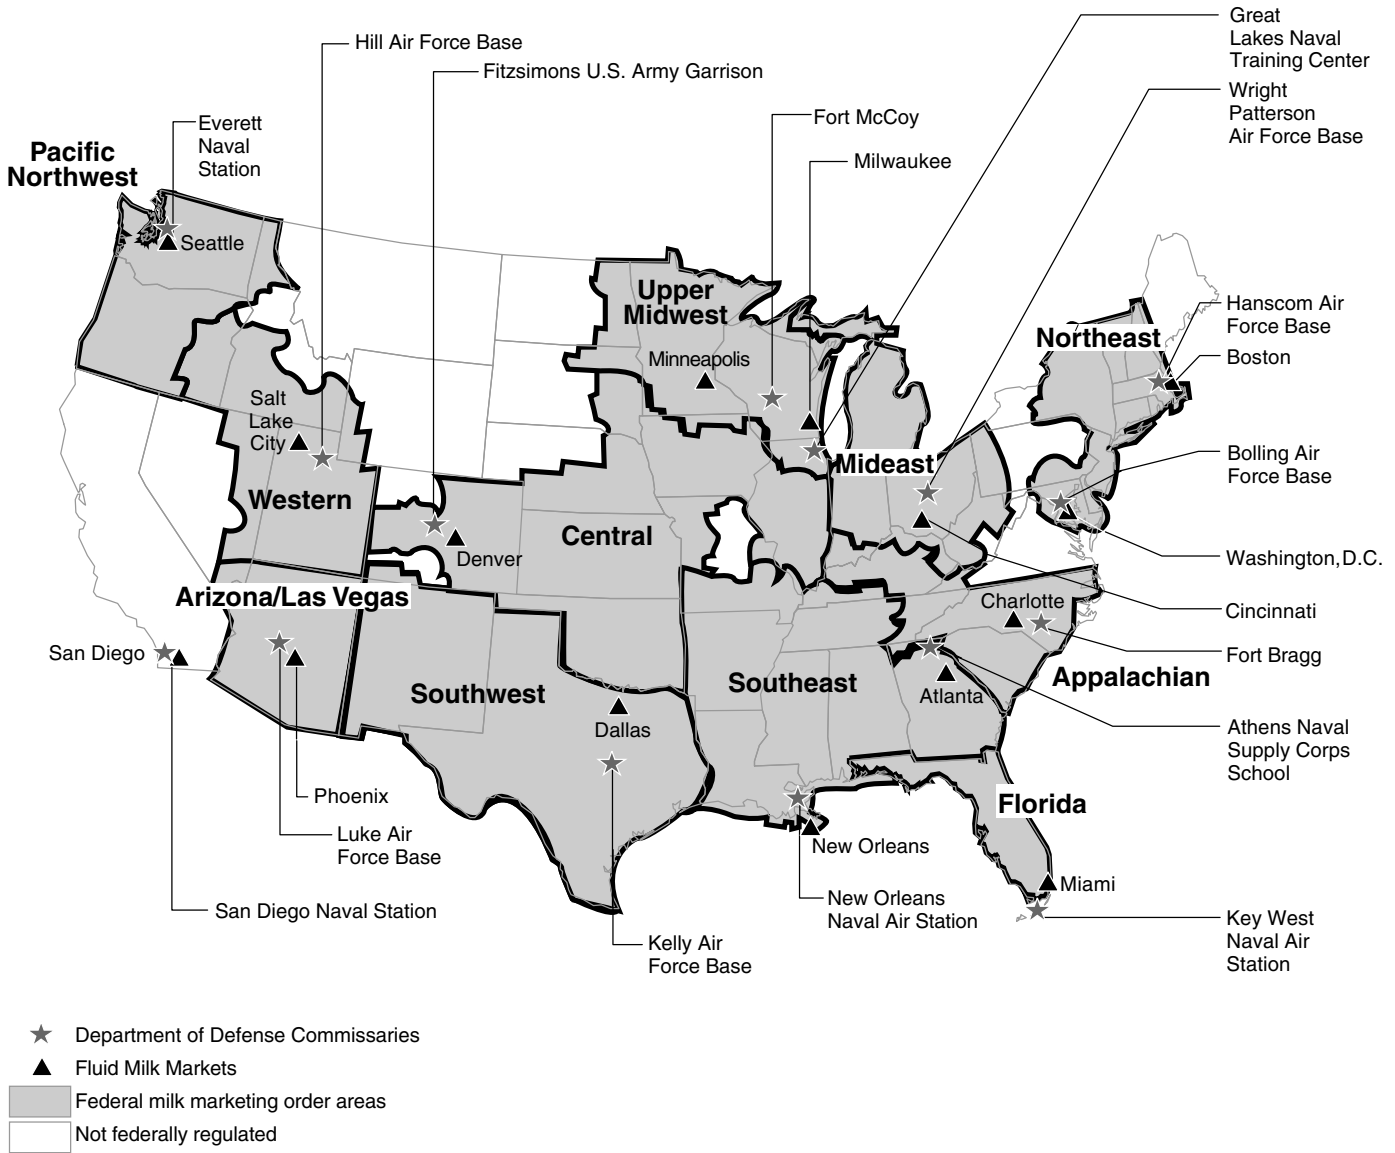 Great
Lakes Naval
Training Center
Hill Air Force Base
Fitzsimons U.S. Army Garrison
Wright
Patterson
Air Force Base
Fort McCoy
Everett
Naval
Station
Pacific
Northwest
Milwaukee
Seattle
Upper
Midwest
Hanscom Air
Force Base
Northeast
Minneapolis
Boston
Salt
Lake
City
Mideast
Bolling Air
Force Base
Western
Central
Denver
Washington,D.C.
Arizona/Las Vegas
Charlotte
Cincinnati
San Diego
Fort Bragg
Southwest
Southeast
Appalachian
Atlanta
Dallas
Athens Naval
Supply Corps
School
Phoenix
Florida
Luke Air
Force Base
New Orleans
Miami
San Diego Naval Station
New Orleans
Naval Air Station
Key West
Naval Air
Station
Kelly Air
Force Base
Department of Defense Commissaries
Fluid Milk Markets
Federal milk marketing order areas
Not federally regulated